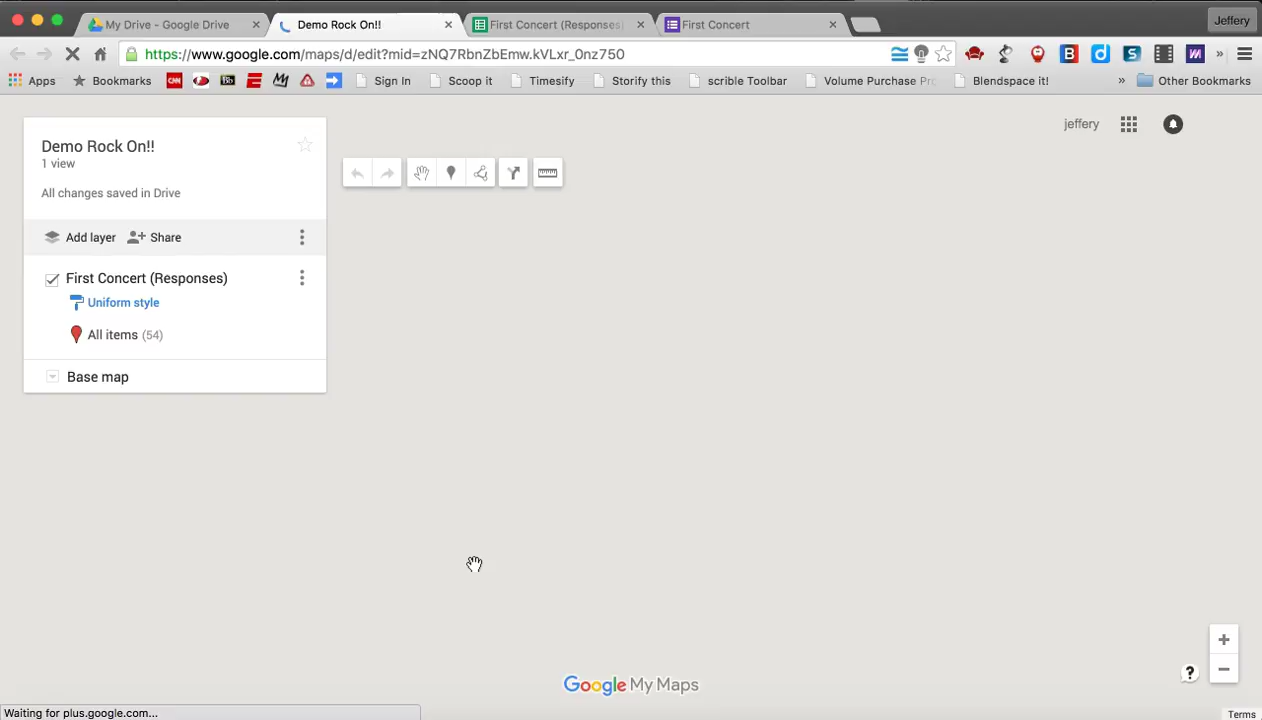 My Drive - Google Drive
Demo Rock On!!
First Concert (Responses)
First Concert
Jeffery
https://www.google.com/maps/d/edit?mid=zNQ7RbnZbEmw.kVLxr_0nz750
Apps
Bookmarks
CNN
Sign In
Scoop it
Timesify
Storify this
scrible Toolbar
Volume Purchase Pro
Blendspace it!
»
Other Bookmarks
Demo Rock On!!
1 view
All changes saved in Drive
jeffery
Add layer
Share
First Concert (Responses)
Uniform style
All items (54)
Base map
Google My Maps
Waiting for plus.google.com...
Terms